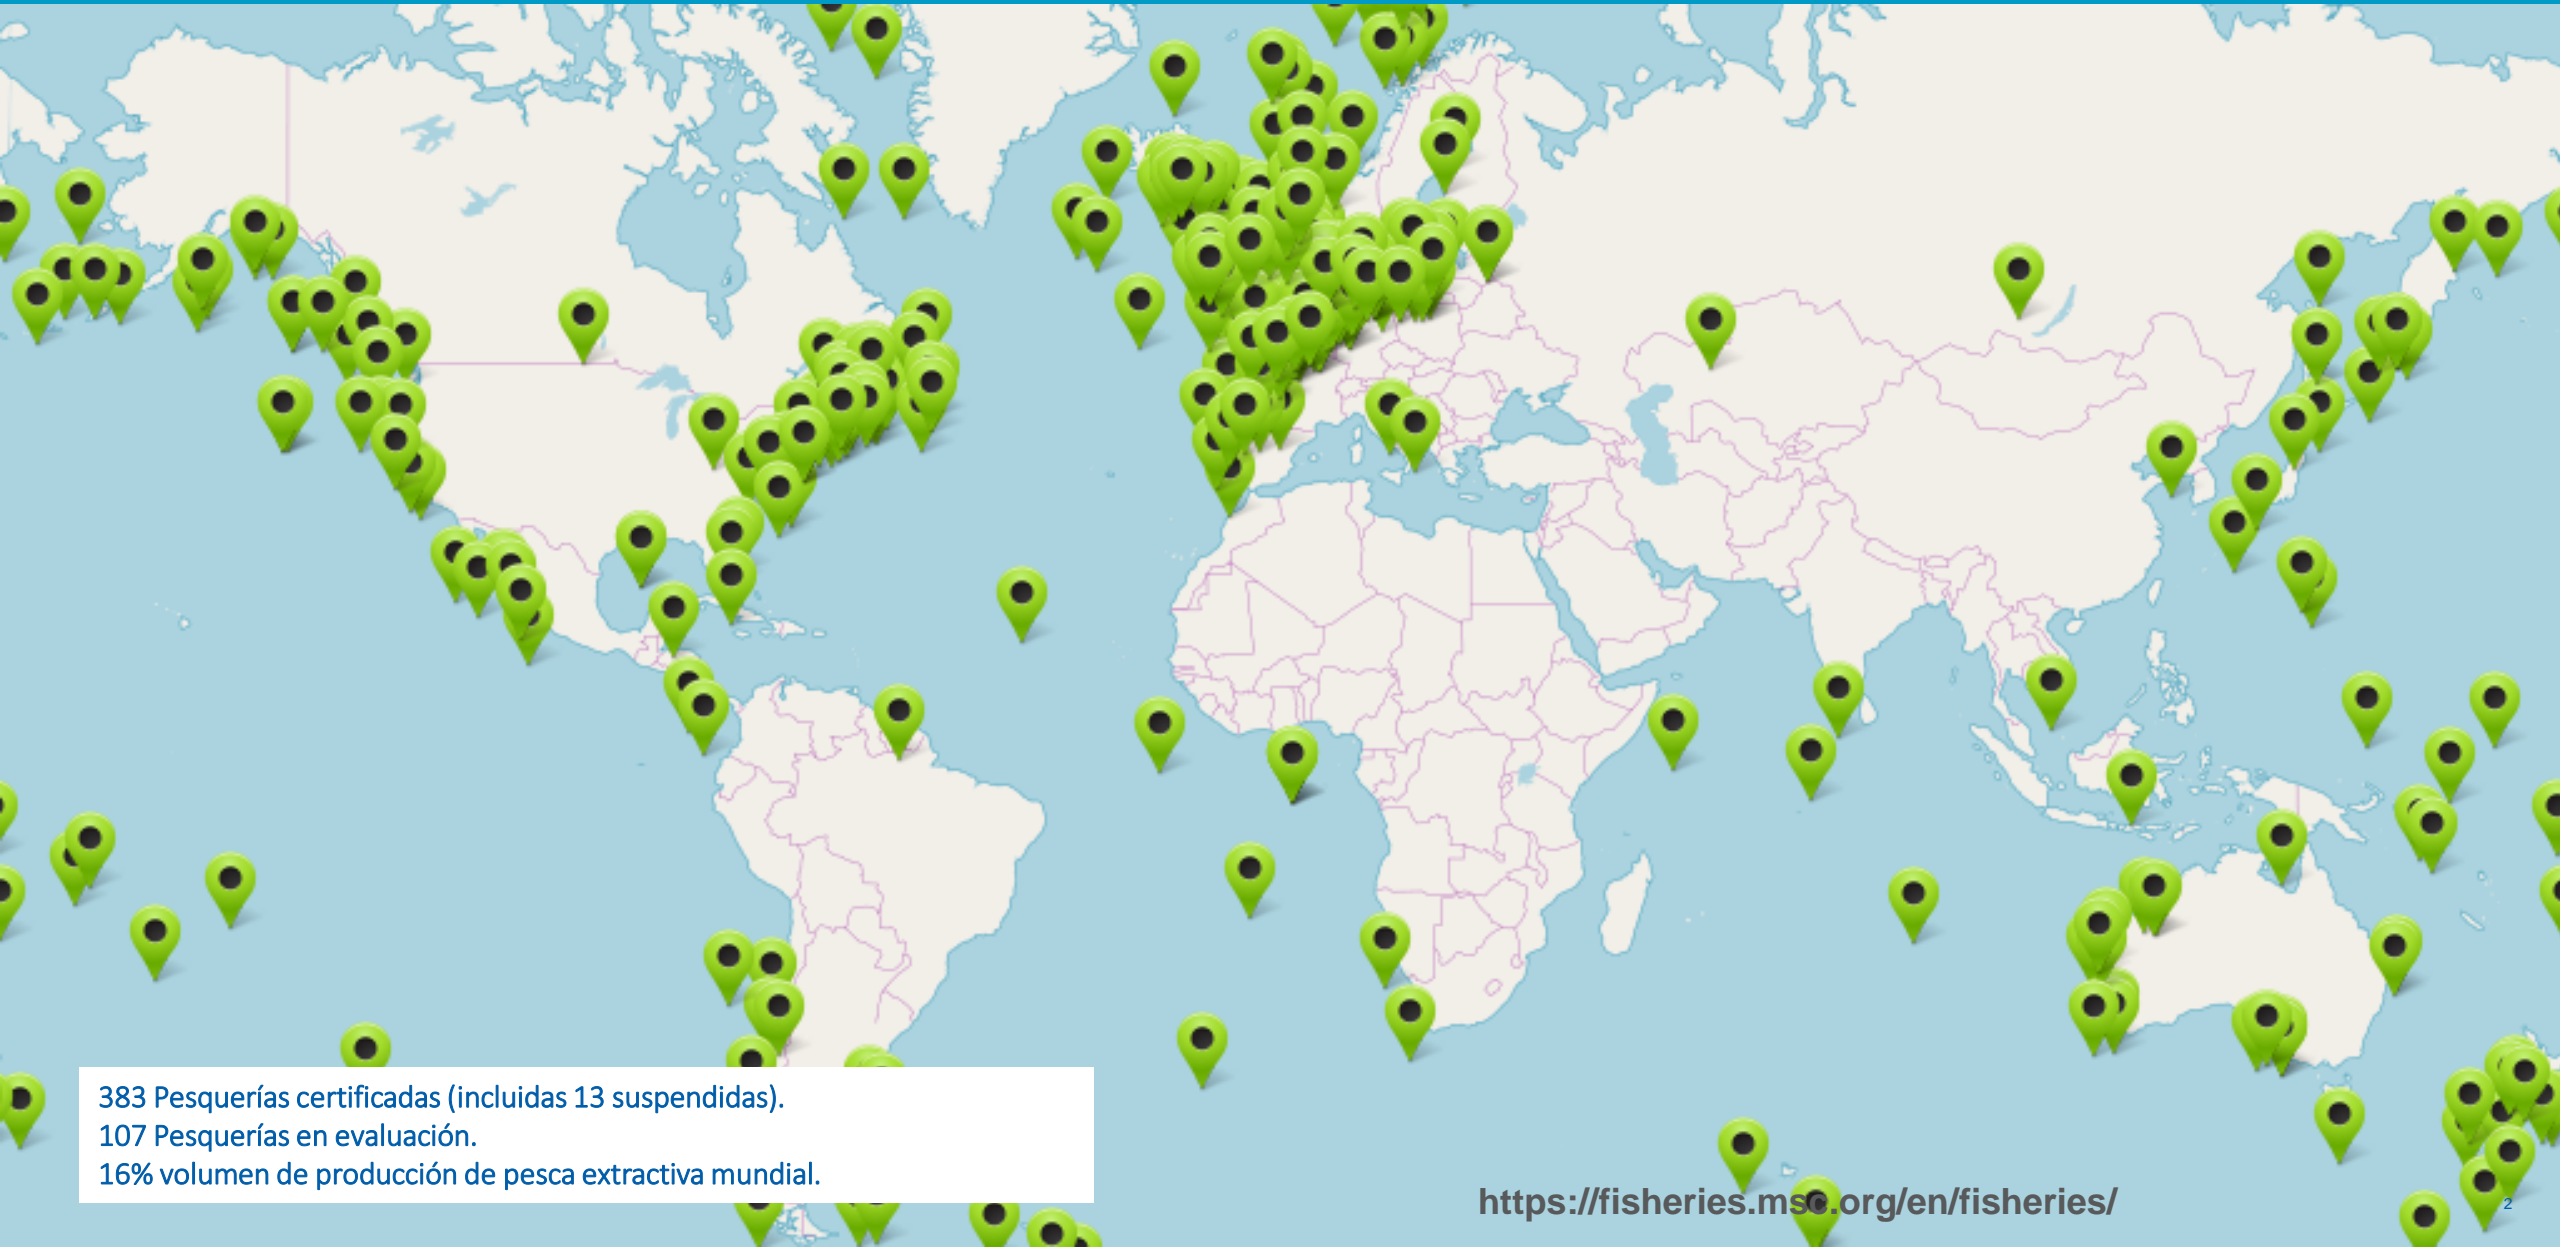 383 Pesquerías certificadas (incluidas 13 suspendidas).
107 Pesquerías en evaluación.
16% volumen de producción de pesca extractiva mundial.
https://fisheries.msc.org/en/fisheries/
2